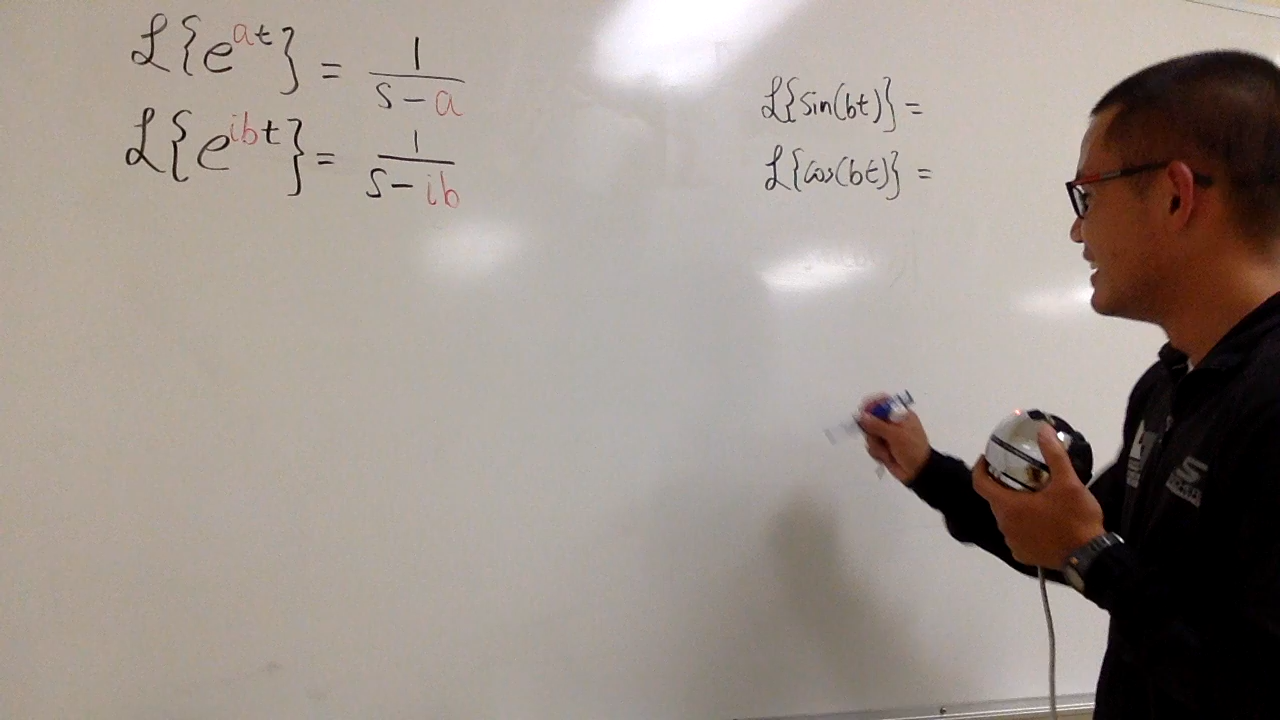 ℒ{e^{at}} = 1/(s-a)
ℒ{e^{ibt}} = 1/(s-ib)
ℒ{sin(bt)} =
ℒ{cos(bt)} =